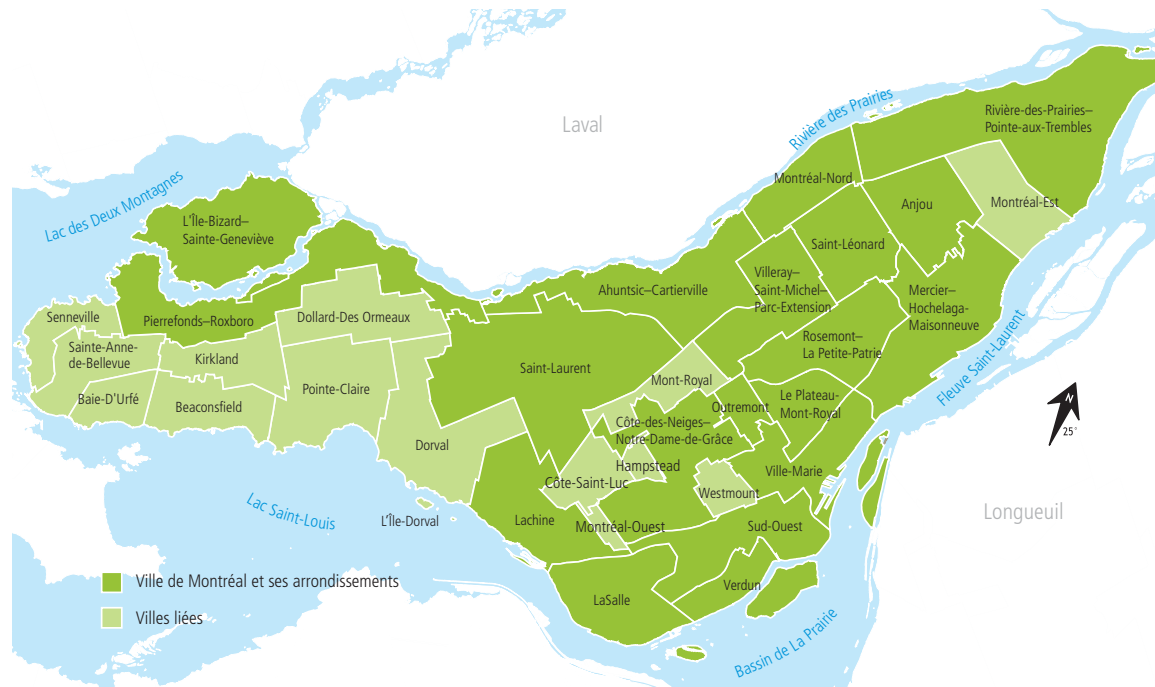 Laval
Rivière des Prairies
Rivière-des-Prairies–
Pointe-aux-Trembles
Montréal-Nord
Lac des Deux Montagnes
Anjou
Montréal-Est
L'Île-Bizard–
Sainte-Geneviève
Saint-Léonard
Villeray–
Saint-Michel–
Parc-Extension
Ahuntsic–Cartierville
Mercier–
Hochelaga-
Maisonneuve
Senneville
Pierrefonds–Roxboro
Dollard-Des Ormeaux
Rosemont–
La Petite-Patrie
Sainte-Anne-
de-Bellevue
Kirkland
Saint-Laurent
Mont-Royal
Fleuve Saint-Laurent
Pointe-Claire
Baie-D'Urfé
Beaconsfield
Outremont
Le Plateau-
Mont-Royal
Côte-des-Neiges–
Notre-Dame-de-Grâce
N
25°
Dorval
Hampstead
Ville-Marie
Côte-Saint-Luc
Westmount
Lac Saint-Louis
L'Île-Dorval
Lachine
Montréal-Ouest
Sud-Ouest
Longueuil
Ville de Montréal et ses arrondissements
Verdun
LaSalle
Villes liées
Bassin de La Prairie